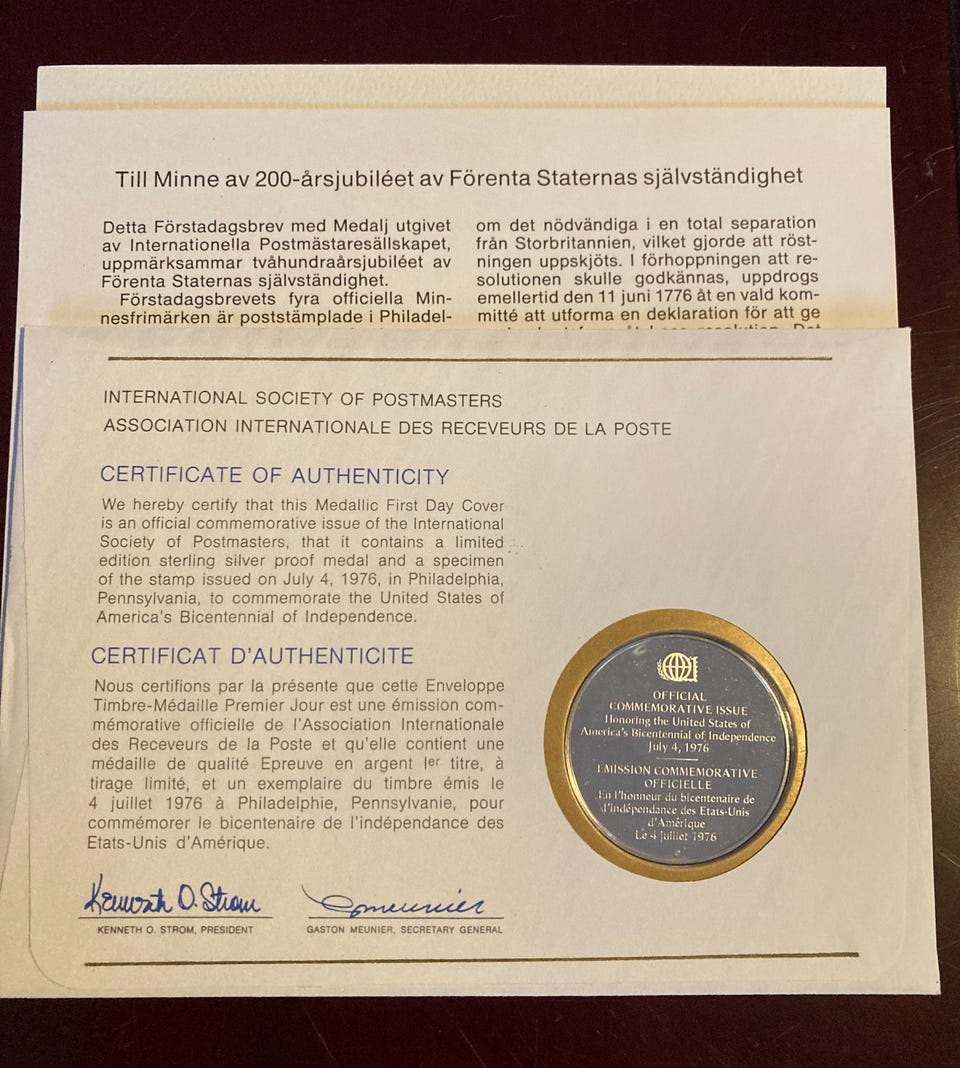 Till Minne av 200-årsjubiléet av Förenta Staternas självständighet
Detta Förstadagsbrev med Medalj utgivet
av Internationella Postmästaresällskapet,
uppmärksammar tvåhundraårsjubiléet av
Förenta Staternas självständighet.
Förstadagsbrevets fyra officiella Min-
nesfrimärken är poststämplade i Philadel-
om det nödvändiga i en total separation
från Storbritannien, vilket gjorde att röst-
ningen uppskjöts. I förhoppningen att re-
solutionen skulle godkännas, uppdrogs
emellertid den 11 juni 1776 åt en vald kom-
mitté att utforma en deklaration för att ge
INTERNATIONAL SOCIETY OF POSTMASTERS
ASSOCIATION INTERNATIONALE DES RECEVEURS DE LA POSTE
CERTIFICATE OF AUTHENTICITY
We hereby certify that this Medallic First Day Cover
is an official commemorative issue of the International
Society of Postmasters, that it contains a limited
edition sterling silver proof medal and a specimen
of the stamp issued on July 4, 1976, in Philadelphia,
Pennsylvania, to commemorate the United States of
America's Bicentennial of Independence.
CERTIFICAT D'AUTHENTICITE
Nous certifions par la présente que cette Enveloppe
Timbre-Médaille Premier Jour est une émission com-
mémorative officielle de l'Association Internationale
des Receveurs de la Poste et qu'elle contient une
médaille de qualité Epreuve en argent Ier titre, à
tirage limité, et un exemplaire du timbre émis le
4 juillet 1976 à Philadelphie, Pennsylvanie, pour
commémorer le bicentenaire de l'indépendance des
Etats-Unis d'Amérique.
Kenneth O. Strom
KENNETH O. STROM, PRESIDENT
GMeunier
GASTON MEUNIER, SECRETARY GENERAL
OFFICIAL
COMMEMORATIVE ISSUE
Honoring the United States of
America's Bicentennial of Independence
July 4, 1976
EMISSION COMMEMORATIVE
OFFICIELLE
En l'honneur du bicentenaire de
l'indépendance des Etats-Unis
d'Amérique
Le 4 juillet 1976